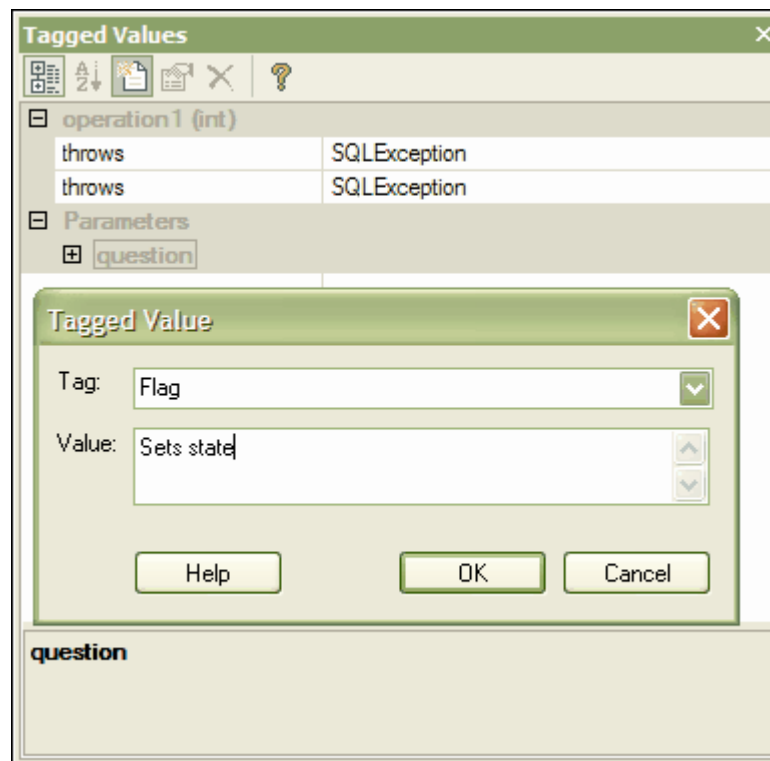 Tagged Values
operation1 (int)
throws SQLException
throws SQLException
Parameters
question
Tagged Value
Tag: Flag
Value: Sets state
Help OK Cancel
question